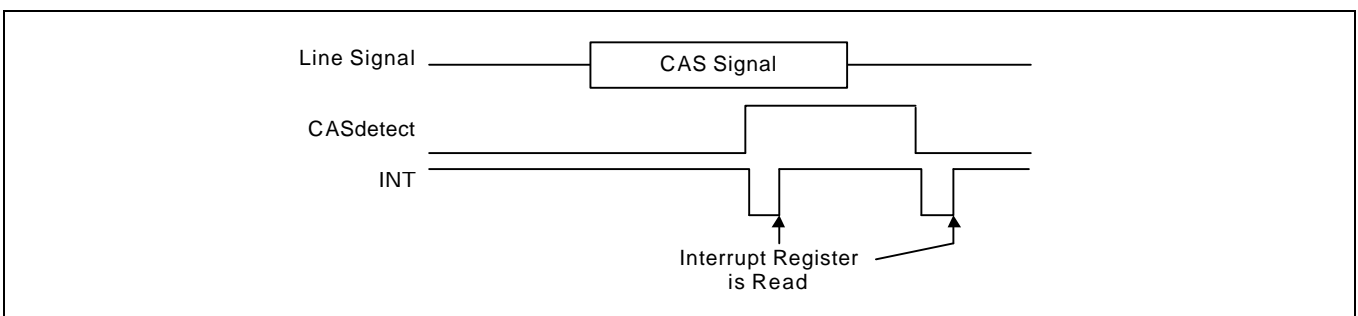 Line Signal
CAS Signal
CASdetect
INT
Interrupt Register
is Read